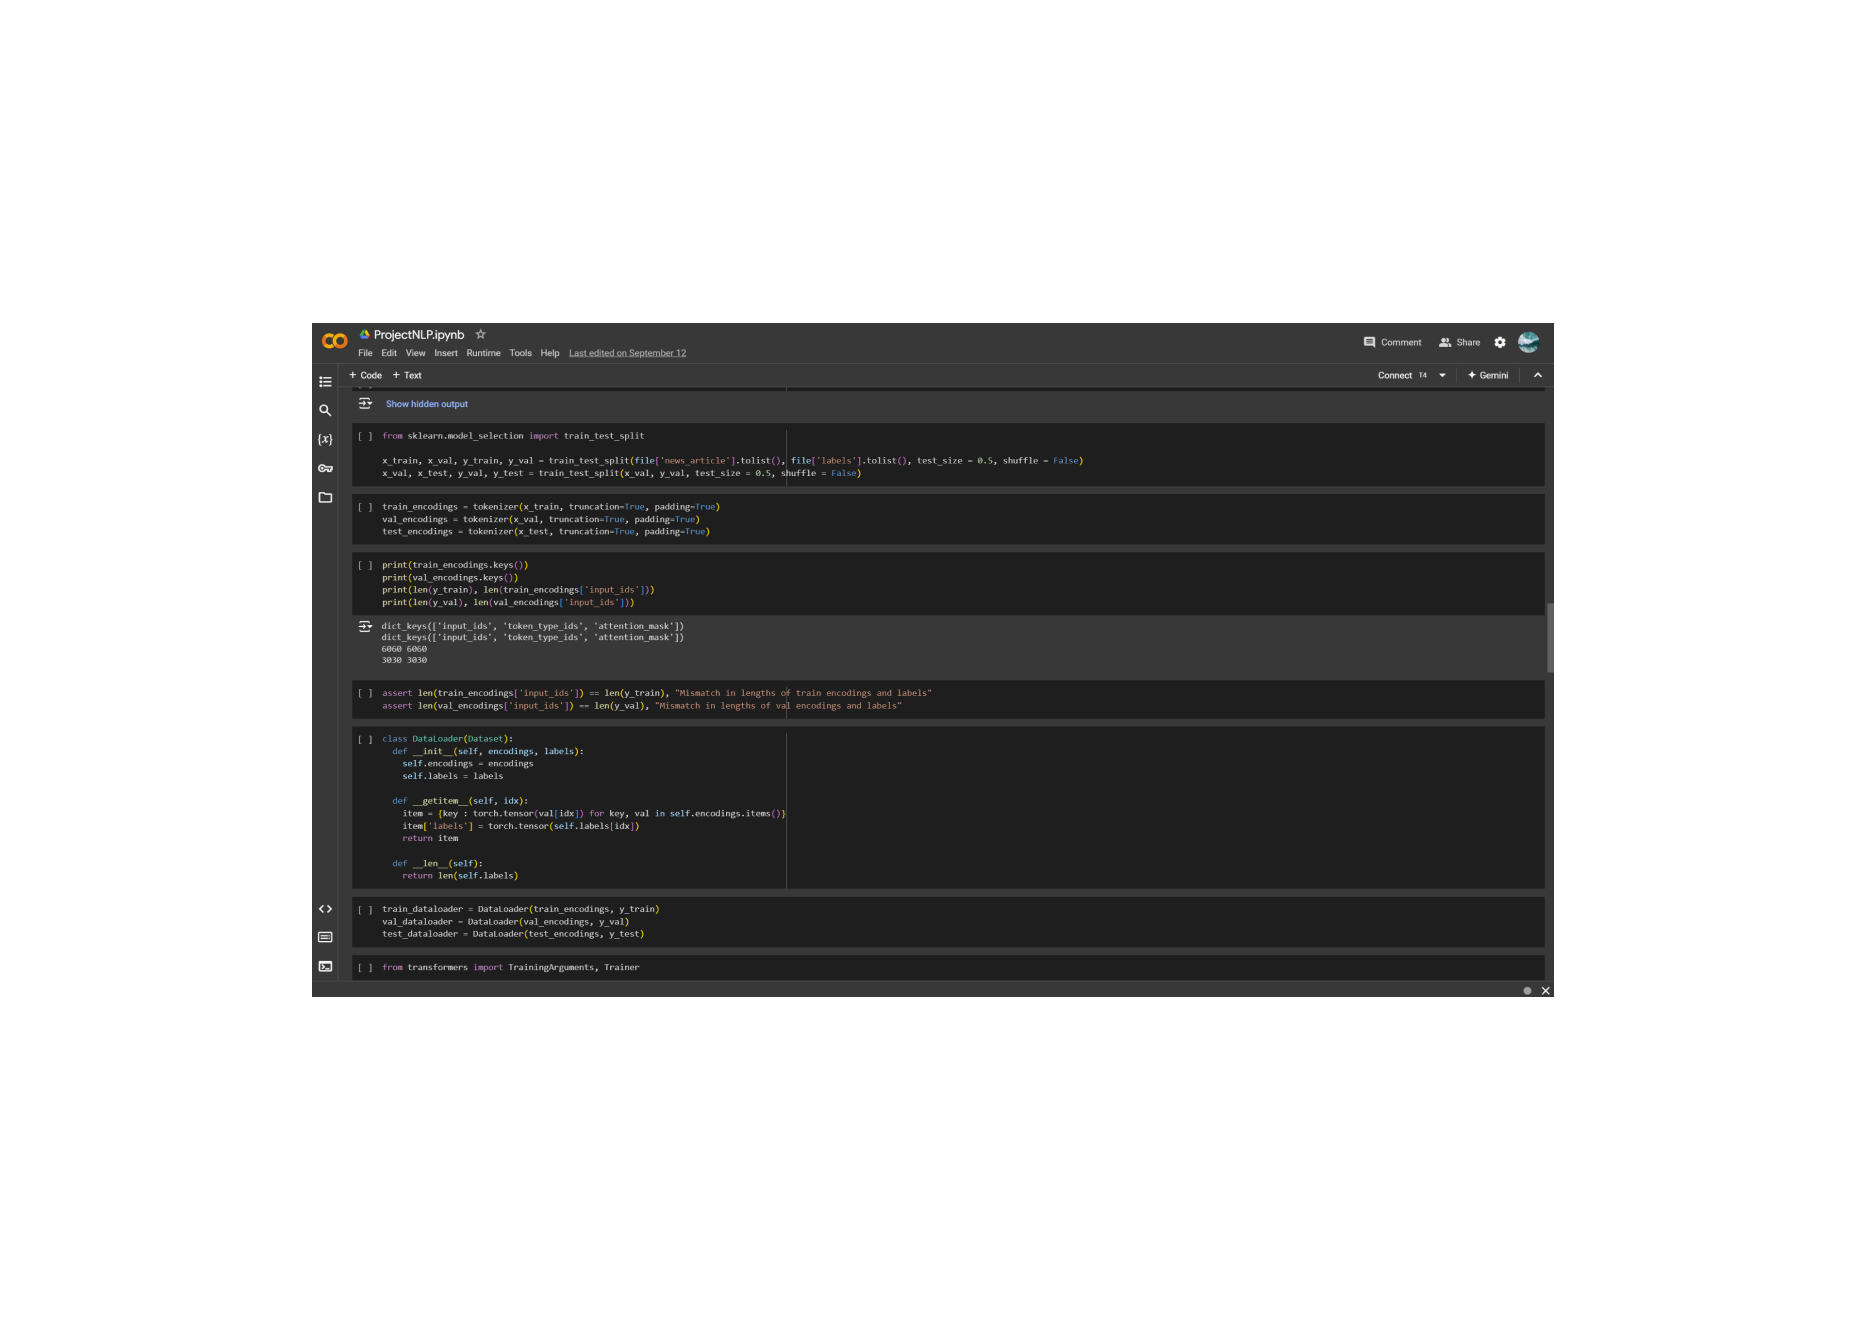 CO
ProjectNLP.ipynb
File Edit View Insert Runtime Tools Help Last edited on September 12
Comment Share
+ Code + Text
Connect T4 Gemini
Show hidden output
[ ] from sklearn.model_selection import train_test_split
x_train, x_val, y_train, y_val = train_test_split(file['news_article'].tolist(), file['labels'].tolist(), test_size = 0.5, shuffle = False)
x_val, x_test, y_val, y_test = train_test_split(x_val, y_val, test_size = 0.5, shuffle = False)
[ ] train_encodings = tokenizer(x_train, truncation=True, padding=True)
val_encodings = tokenizer(x_val, truncation=True, padding=True)
test_encodings = tokenizer(x_test, truncation=True, padding=True)
[ ] print(train_encodings.keys())
print(val_encodings.keys())
print(len(y_train), len(train_encodings['input_ids']))
print(len(y_val), len(val_encodings['input_ids']))
dict_keys(['input_ids', 'token_type_ids', 'attention_mask'])
dict_keys(['input_ids', 'token_type_ids', 'attention_mask'])
6060 6060
3030 3030
[ ] assert len(train_encodings['input_ids']) == len(y_train), "Mismatch in lengths of train encodings and labels"
assert len(val_encodings['input_ids']) == len(y_val), "Mismatch in lengths of val encodings and labels"
[ ] class DataLoader(Dataset):
def __init__(self, encodings, labels):
self.encodings = encodings
self.labels = labels
def __getitem__(self, idx):
item = {key : torch.tensor(val[idx]) for key, val in self.encodings.items()}
item['labels'] = torch.tensor(self.labels[idx])
return item
def __len__(self):
return len(self.labels)
[ ] train_dataloader = DataLoader(train_encodings, y_train)
val_dataloader = DataLoader(val_encodings, y_val)
test_dataloader = DataLoader(test_encodings, y_test)
[ ] from transformers import TrainingArguments, Trainer